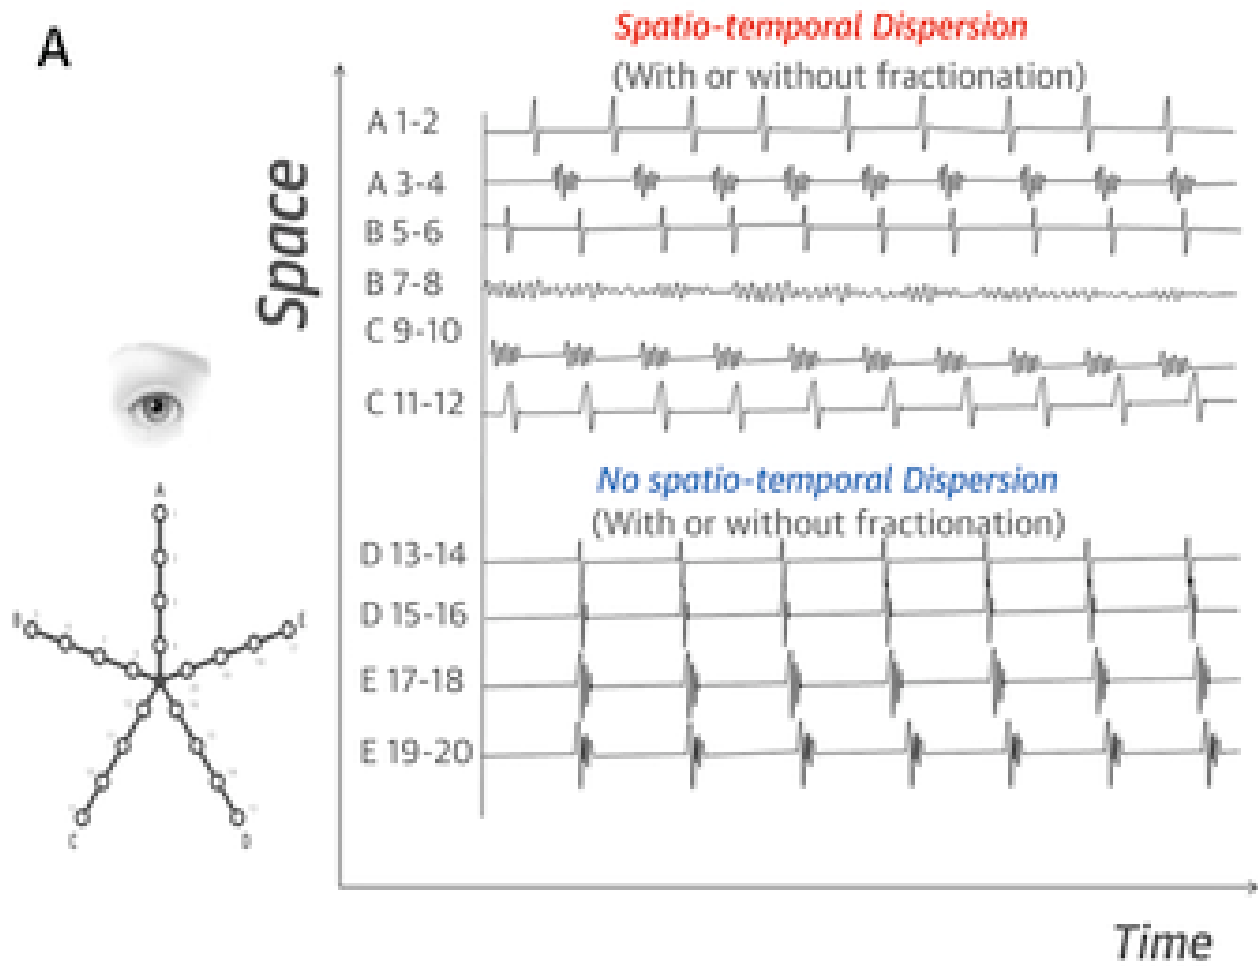 A
Spatio-temporal Dispersion
(With or without fractionation)
Space
A 1-2
A 3-4
B 5-6
B 7-8
C 9-10
C 11-12
No spatio-temporal Dispersion
(With or without fractionation)
D 13-14
D 15-16
E 17-18
E 19-20
A
B
E
C
D
Time